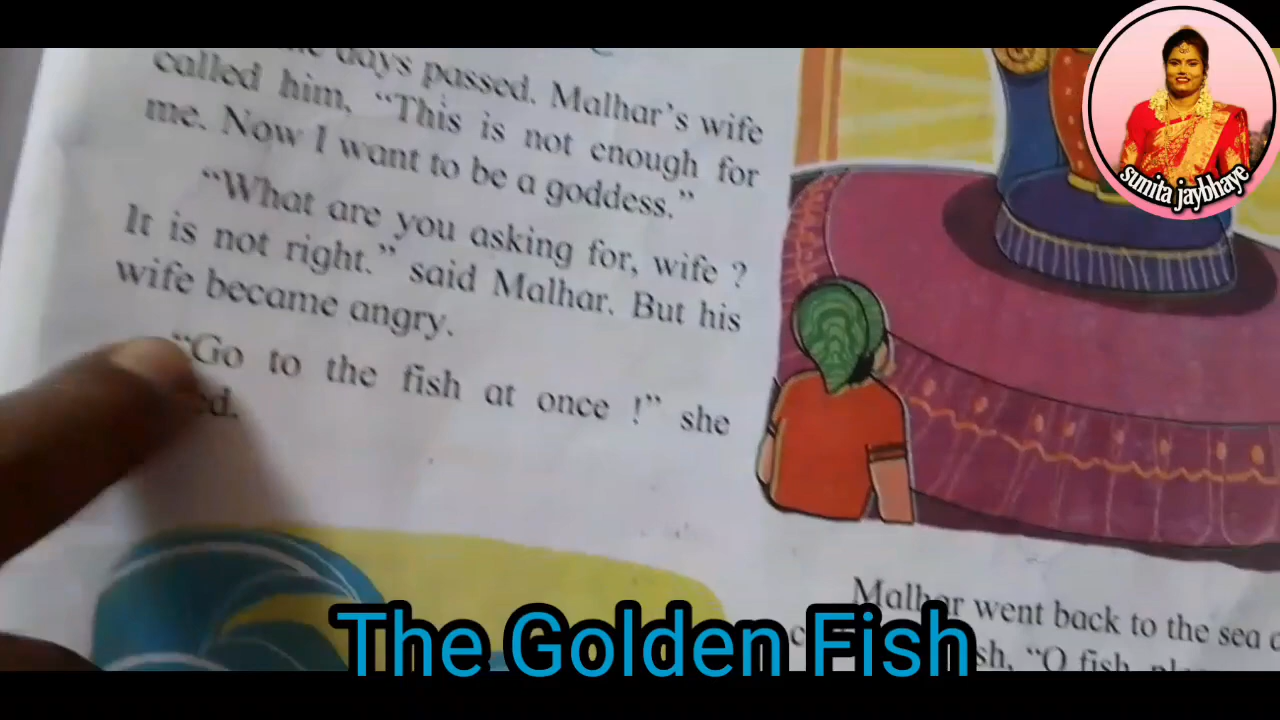 days passed. Malhar's wife
called him, “This is not enough for
me. Now I want to be a goddess.”
“What are you asking for, wife ?
It is not right.” said Malhar. But his
wife became angry.
“Go to the fish at once !” she
Malhar went back to the sea
“O fish,
The Golden Fish
sunita jaybhaye